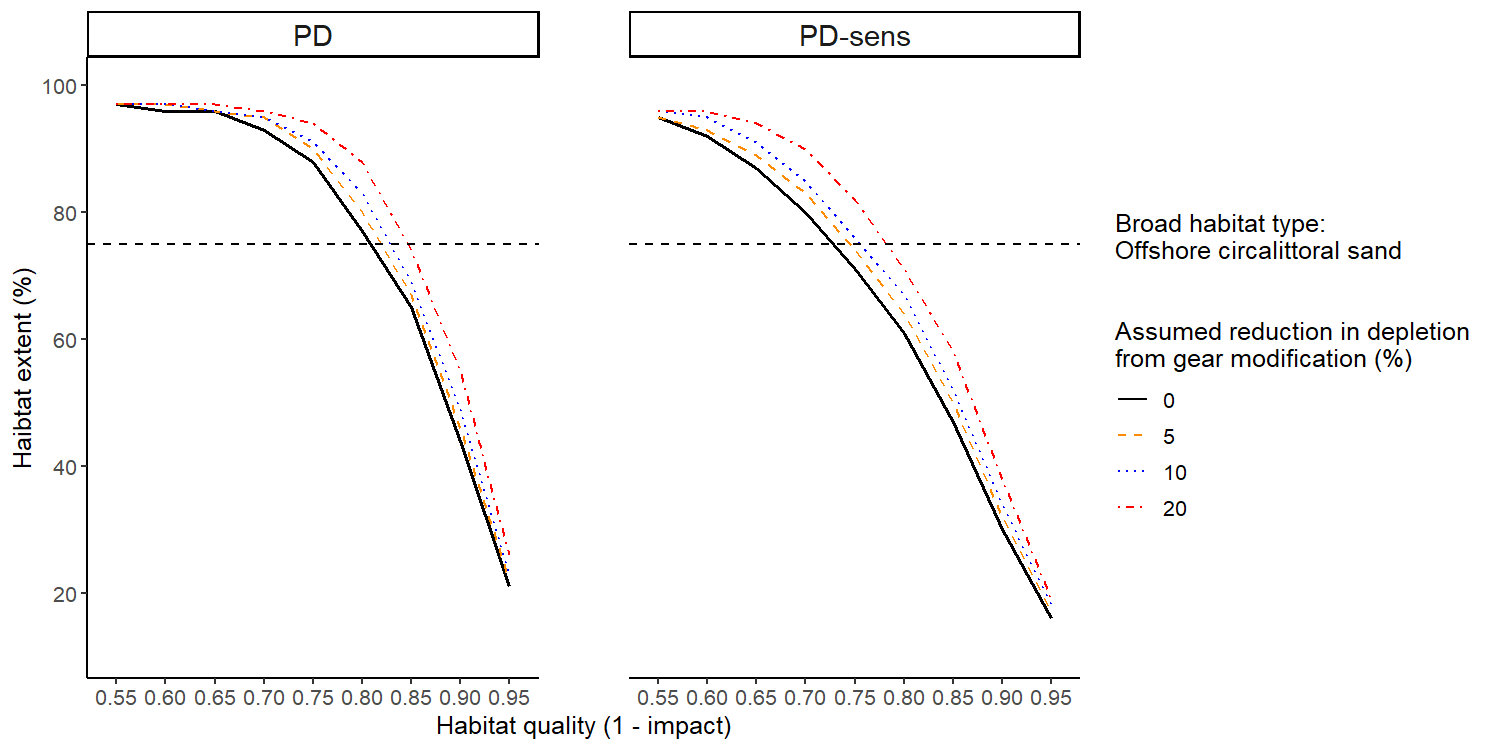 PD
PD-sens
Haibtat extent (%)
100
80
60
40
20
0.55 0.60 0.65 0.70 0.75 0.80 0.85 0.90 0.95
0.55 0.60 0.65 0.70 0.75 0.80 0.85 0.90 0.95
Habitat quality (1 - impact)
Broad habitat type:
Offshore circalittoral sand
Assumed reduction in depletion
from gear modification (%)
0
5
10
20